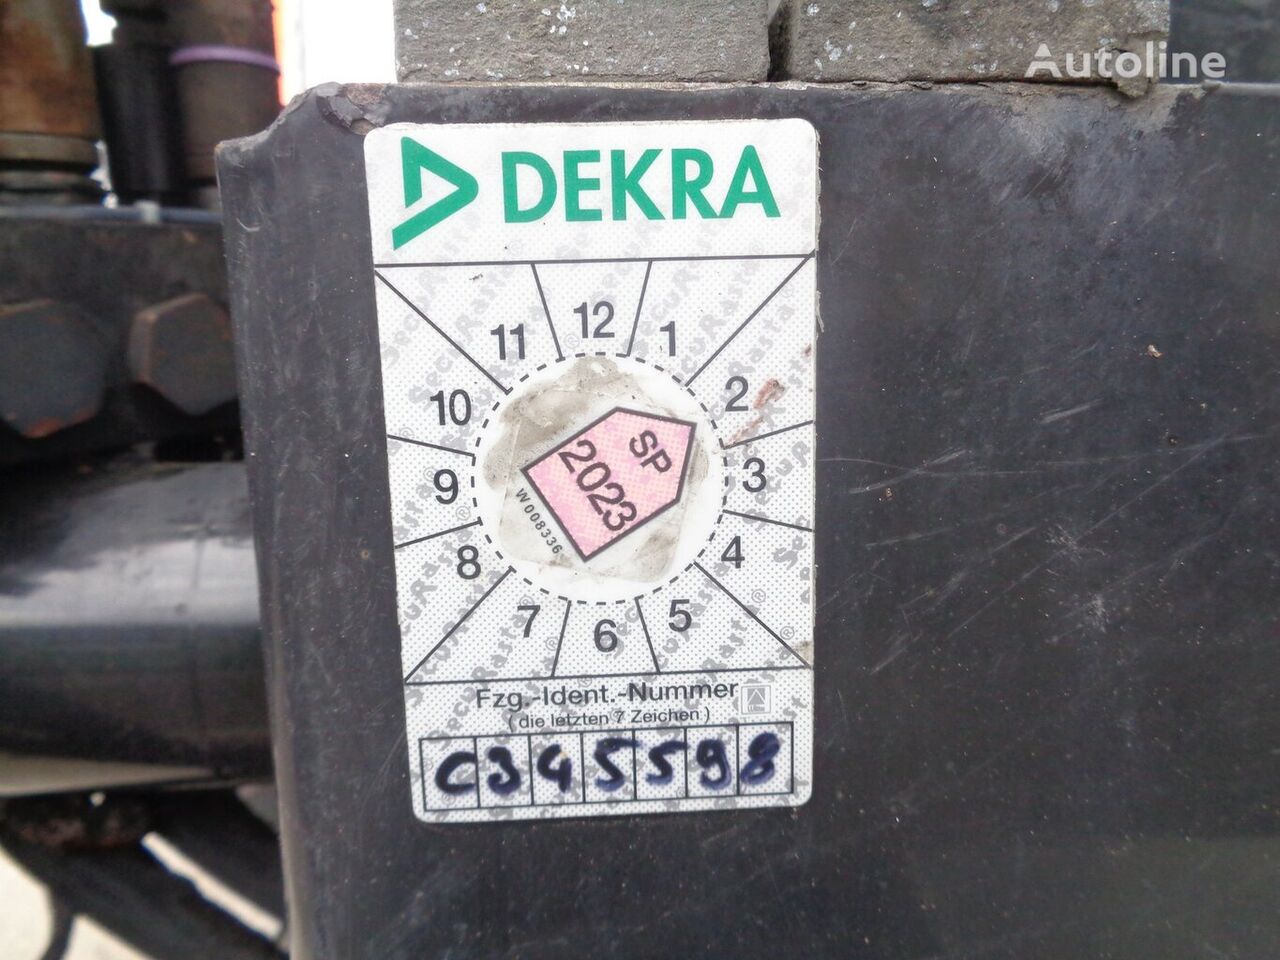 Autoline
DEKRA
12
11 1
10 2
9 3
8 4
7 5
6
SP
2023
W008336
Fzg.-Ident.-Nummer
(die letzten 7 Zeichen)
C345598